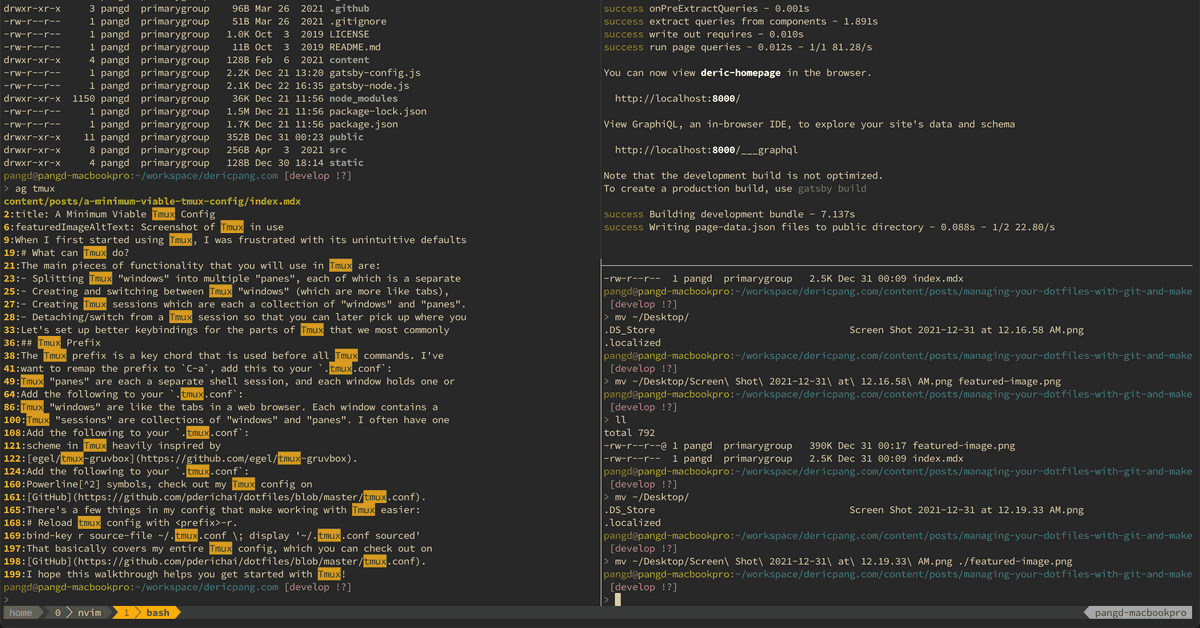 drwxr-xr-x 3 pangd primarygroup 96B Mar 26 2021 .github
-rw-r--r-- 1 pangd primarygroup 51B Mar 26 2021 .gitignore
-rw-r--r-- 1 pangd primarygroup 1.0K Oct 3 2019 LICENSE
-rw-r--r-- 1 pangd primarygroup 11B Oct 3 2019 README.md
drwxr-xr-x 4 pangd primarygroup 128B Feb 6 2021 content
-rw-r--r-- 1 pangd primarygroup 2.2K Dec 21 13:20 gatsby-config.js
-rw-r--r-- 1 pangd primarygroup 2.1K Dec 22 16:35 gatsby-node.js
drwxr-xr-x 1150 pangd primarygroup 36K Dec 21 11:56 node_modules
-rw-r--r-- 1 pangd primarygroup 1.5M Dec 21 11:56 package-lock.json
-rw-r--r-- 1 pangd primarygroup 1.7K Dec 21 11:56 package.json
drwxr-xr-x 11 pangd primarygroup 352B Dec 31 00:23 public
drwxr-xr-x 8 pangd primarygroup 256B Apr 3 2021 src
drwxr-xr-x 4 pangd primarygroup 128B Dec 30 18:14 static
pangd@pangd-macbookpro:~/workspace/dericpang.com [develop !?]
> ag tmux
content/posts/a-minimum-viable-tmux-config/index.mdx
2:title: A Minimum Viable Tmux Config
6:featuredImageAltText: Screenshot of Tmux in use
9:When I first started using Tmux, I was frustrated with its unintuitive defaults
19:# What can Tmux do?
21:The main pieces of functionality that you will use in Tmux are:
23:- Splitting Tmux "windows" into multiple "panes", each of which is a separate
25:- Creating and switching between Tmux "windows" (which are more like tabs),
27:- Creating Tmux sessions which are each a collection of "windows" and "panes".
28:- Detaching/switch from a Tmux session so that you can later pick up where you
33:Let's set up better keybindings for the parts of Tmux that we most commonly
36:## Tmux Prefix
38:The Tmux prefix is a key chord that is used before all Tmux commands. I've
41:want to remap the prefix to `C-a`, add this to your `.tmux.conf`:
49:Tmux "panes" are each a separate shell session, and each window holds one or
64:Add the following to your `.tmux.conf`:
86:Tmux "windows" are like the tabs in a web browser. Each window contains a
100:Tmux "sessions" are collections of "windows" and "panes". I often have one
108:Add the following to your `.tmux.conf`:
121:scheme in Tmux heavily inspired by
122:[egel/tmux-gruvbox](https://github.com/egel/tmux-gruvbox).
124:Add the following to your `.tmux.conf`:
160:Powerline[^2] symbols, check out my Tmux config on
161:[GitHub](https://github.com/pderichai/dotfiles/blob/master/tmux.conf).
165:There's a few things in my config that make working with Tmux easier:
168:# Reload tmux config with <prefix>-r.
169:bind-key r source-file ~/.tmux.conf \; display '~/.tmux.conf sourced'
197:That basically covers my entire Tmux config, which you can check out on
198:[GitHub](https://github.com/pderichai/dotfiles/blob/master/tmux.conf).
199:I hope this walkthrough helps you get started with Tmux!
pangd@pangd-macbookpro:~/workspace/dericpang.com [develop !?]
>
success onPreExtractQueries - 0.001s
success extract queries from components - 1.891s
success write out requires - 0.010s
success run page queries - 0.012s - 1/1 81.28/s
You can now view deric-homepage in the browser.
http://localhost:8000/
View GraphiQL, an in-browser IDE, to explore your site's data and schema
http://localhost:8000/___graphql
Note that the development build is not optimized.
To create a production build, use gatsby build
success Building development bundle - 7.137s
success Writing page-data.json files to public directory - 0.088s - 1/2 22.80/s
-rw-r--r-- 1 pangd primarygroup 2.5K Dec 31 00:09 index.mdx
pangd@pangd-macbookpro:~/workspace/dericpang.com/content/posts/managing-your-dotfiles-with-git-and-make
[develop !?]
> mv ~/Desktop/
.DS_Store Screen Shot 2021-12-31 at 12.16.58 AM.png
.localized
pangd@pangd-macbookpro:~/workspace/dericpang.com/content/posts/managing-your-dotfiles-with-git-and-make
[develop !?]
> mv ~/Desktop/Screen\ Shot\ 2021-12-31\ at\ 12.16.58\ AM.png featured-image.png
pangd@pangd-macbookpro:~/workspace/dericpang.com/content/posts/managing-your-dotfiles-with-git-and-make
[develop !?]
> ll
total 792
-rw-r--r--@ 1 pangd primarygroup 390K Dec 31 00:17 featured-image.png
-rw-r--r-- 1 pangd primarygroup 2.5K Dec 31 00:09 index.mdx
pangd@pangd-macbookpro:~/workspace/dericpang.com/content/posts/managing-your-dotfiles-with-git-and-make
[develop !?]
> mv ~/Desktop/
.DS_Store Screen Shot 2021-12-31 at 12.19.33 AM.png
.localized
pangd@pangd-macbookpro:~/workspace/dericpang.com/content/posts/managing-your-dotfiles-with-git-and-make
[develop !?]
> mv ~/Desktop/Screen\ Shot\ 2021-12-31\ at\ 12.19.33\ AM.png ./featured-image.png
pangd@pangd-macbookpro:~/workspace/dericpang.com/content/posts/managing-your-dotfiles-with-git-and-make
[develop !?]
>
home 0 nvim 1 bash pangd-macbookpro